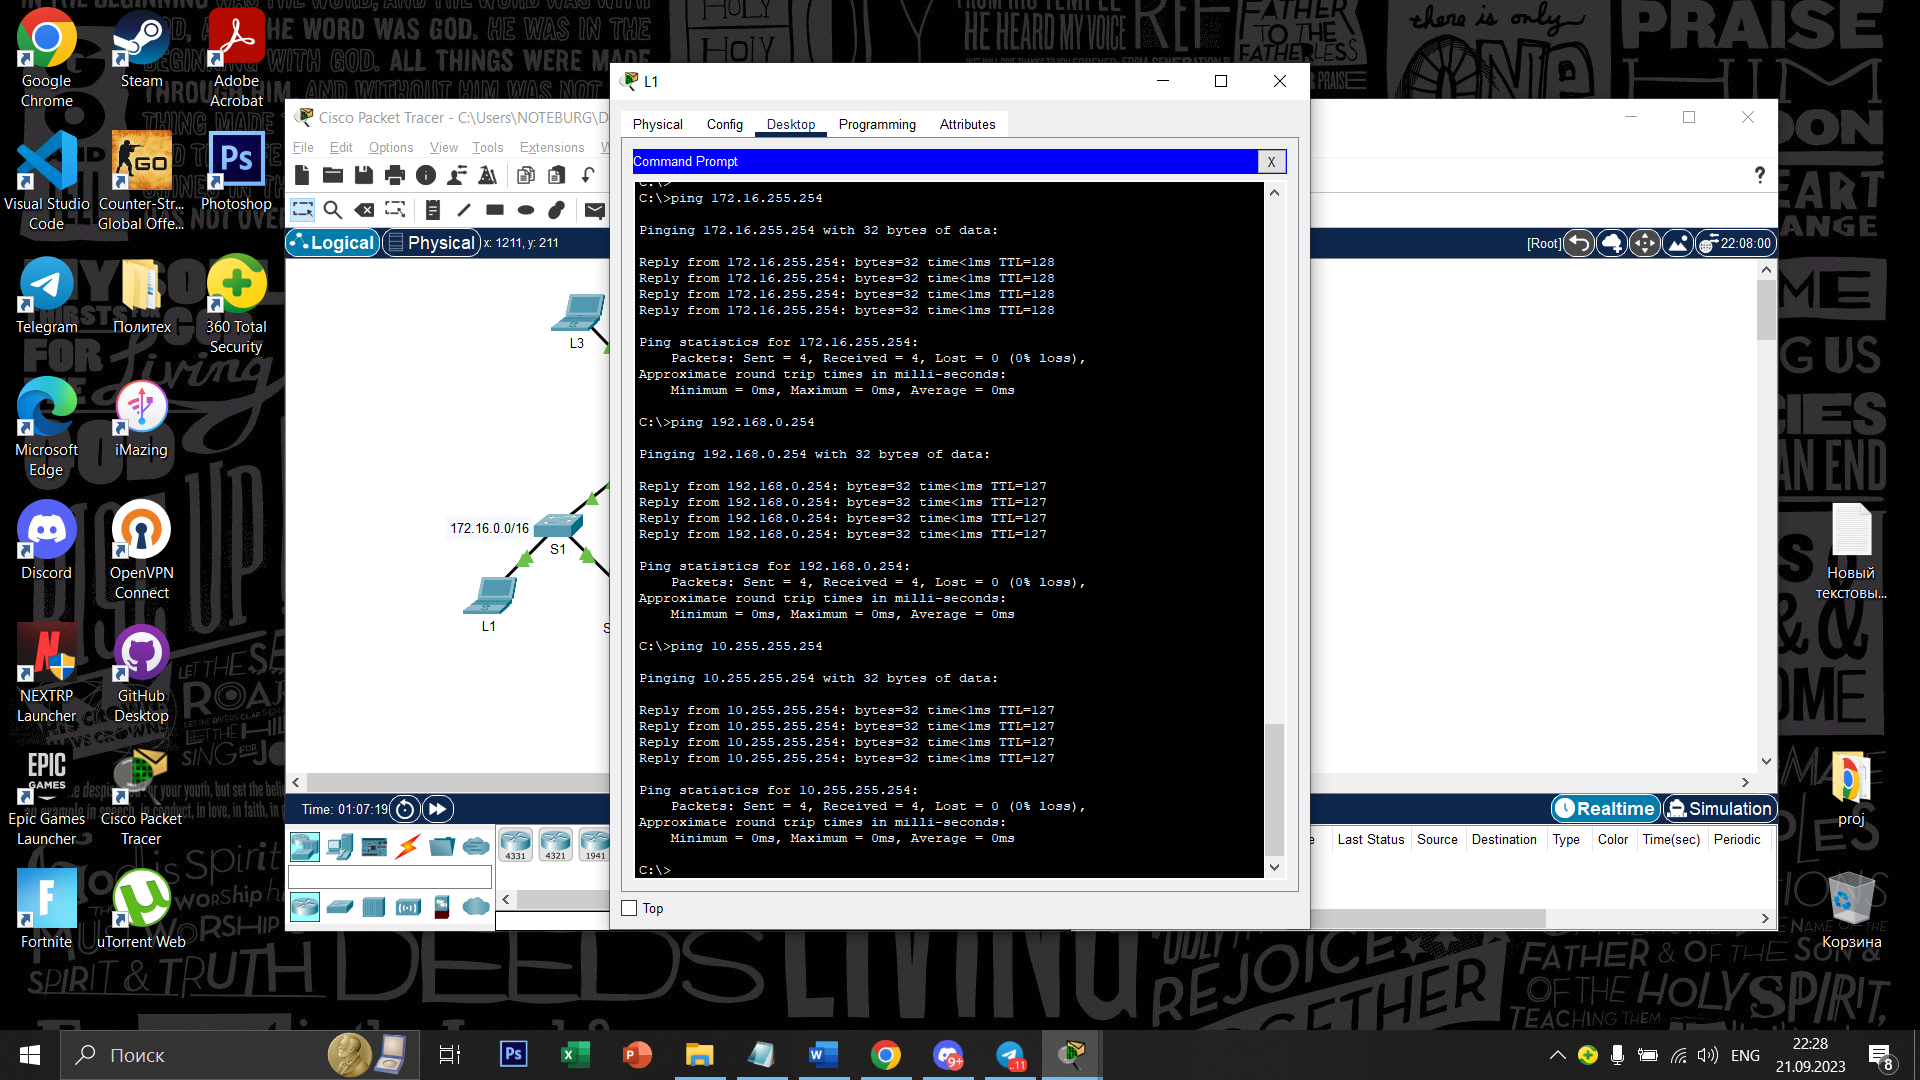 Google
Chrome
Steam
Adobe
Acrobat
Visual Studio
Code
Counter-Str...
Global Offe...
Photoshop
Telegram
Политех
360 Total
Security
Microsoft
Edge
iMazing
Discord
OpenVPN
Connect
NEXTRP
Launcher
GitHub
Desktop
Epic Games
Launcher
Cisco Packet
Tracer
Fortnite
uTorrent Web
Cisco Packet Tracer - C:\Users\NOTEBURG\D
File Edit Options View Tools Extensions W
Logical Physical x: 1211, y: 211
[Root] 22:08:00
L3
172.16.0.0/16
S1
L1
S
Time: 01:07:19
Realtime Simulation
4331 4321 1941
e Last Status Source Destination Type Color Time(sec) Periodic
L1
Physical Config Desktop Programming Attributes
Command Prompt X
C:\>
C:\>ping 172.16.255.254
Pinging 172.16.255.254 with 32 bytes of data:
Reply from 172.16.255.254: bytes=32 time<1ms TTL=128
Reply from 172.16.255.254: bytes=32 time<1ms TTL=128
Reply from 172.16.255.254: bytes=32 time<1ms TTL=128
Reply from 172.16.255.254: bytes=32 time<1ms TTL=128
Ping statistics for 172.16.255.254:
Packets: Sent = 4, Received = 4, Lost = 0 (0% loss),
Approximate round trip times in milli-seconds:
Minimum = 0ms, Maximum = 0ms, Average = 0ms
C:\>ping 192.168.0.254
Pinging 192.168.0.254 with 32 bytes of data:
Reply from 192.168.0.254: bytes=32 time<1ms TTL=127
Reply from 192.168.0.254: bytes=32 time<1ms TTL=127
Reply from 192.168.0.254: bytes=32 time<1ms TTL=127
Reply from 192.168.0.254: bytes=32 time<1ms TTL=127
Ping statistics for 192.168.0.254:
Packets: Sent = 4, Received = 4, Lost = 0 (0% loss),
Approximate round trip times in milli-seconds:
Minimum = 0ms, Maximum = 0ms, Average = 0ms
C:\>ping 10.255.255.254
Pinging 10.255.255.254 with 32 bytes of data:
Reply from 10.255.255.254: bytes=32 time<1ms TTL=127
Reply from 10.255.255.254: bytes=32 time<1ms TTL=127
Reply from 10.255.255.254: bytes=32 time<1ms TTL=127
Reply from 10.255.255.254: bytes=32 time<1ms TTL=127
Ping statistics for 10.255.255.254:
Packets: Sent = 4, Received = 4, Lost = 0 (0% loss),
Approximate round trip times in milli-seconds:
Minimum = 0ms, Maximum = 0ms, Average = 0ms
C:\>
Top
Новый
текстовы...
proj
Корзина
Поиск
9+
11
ENG
22:28
21.09.2023
8